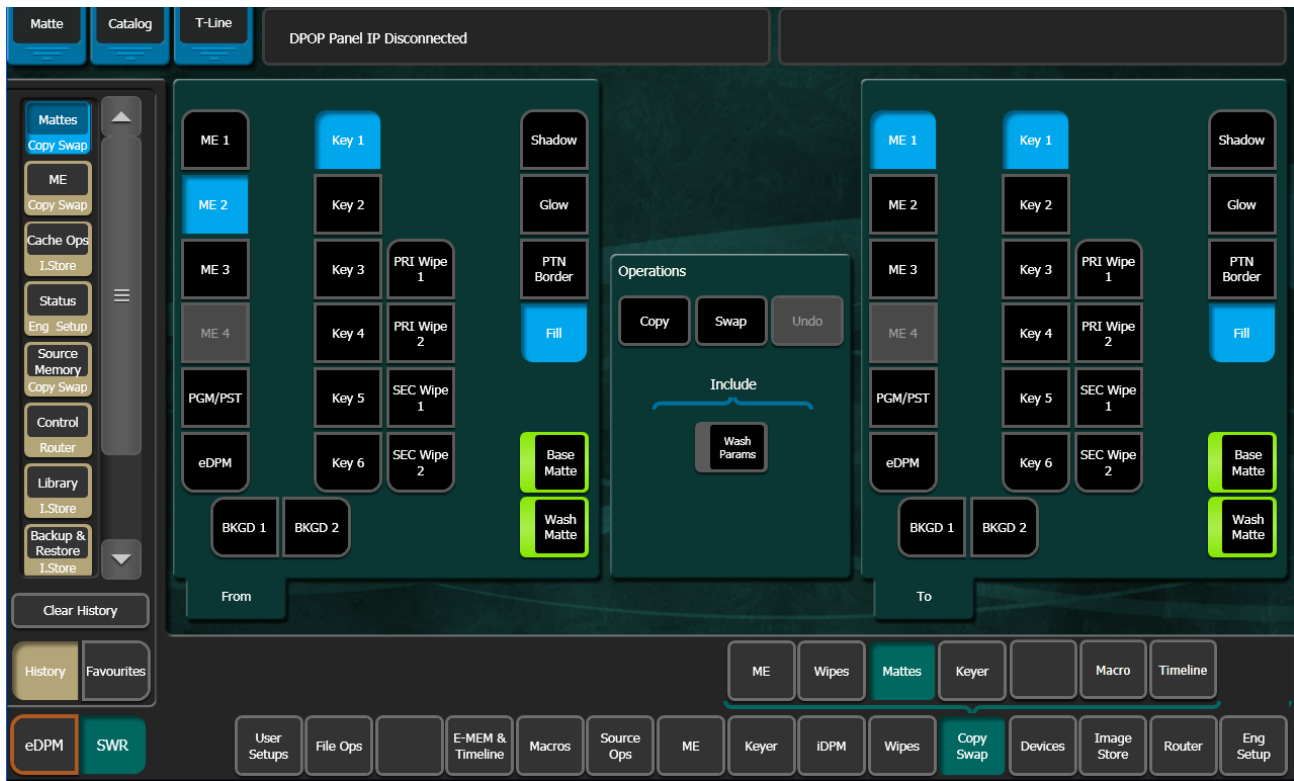 Matte
Catalog
T-Line
DPOP Panel IP Disconnected
Mattes
Copy Swap
ME
Copy Swap
Cache Ops
I.Store
Status
Eng Setup
Source
Memory
Copy Swap
Control
Router
Library
I.Store
Backup &
Restore
I.Store
Clear History
History
Favourites
eDPM
SWR
ME 1
ME 2
ME 3
ME 4
PGM/PST
eDPM
BKGD 1
BKGD 2
Key 1
Key 2
Key 3
Key 4
Key 5
Key 6
PRI Wipe
1
PRI Wipe
2
SEC Wipe
1
SEC Wipe
2
Shadow
Glow
PTN
Border
Fill
Base
Matte
Wash
Matte
From
Operations
Copy
Swap
Undo
Include
Wash
Params
ME 1
ME 2
ME 3
ME 4
PGM/PST
eDPM
BKGD 1
BKGD 2
Key 1
Key 2
Key 3
Key 4
Key 5
Key 6
PRI Wipe
1
PRI Wipe
2
SEC Wipe
1
SEC Wipe
2
Shadow
Glow
PTN
Border
Fill
Base
Matte
Wash
Matte
To
ME
Wipes
Mattes
Keyer
Macro
Timeline
User
Setups
File Ops
E-MEM &
Timeline
Macros
Source
Ops
ME
Keyer
iDPM
Wipes
Copy
Swap
Devices
Image
Store
Router
Eng
Setup